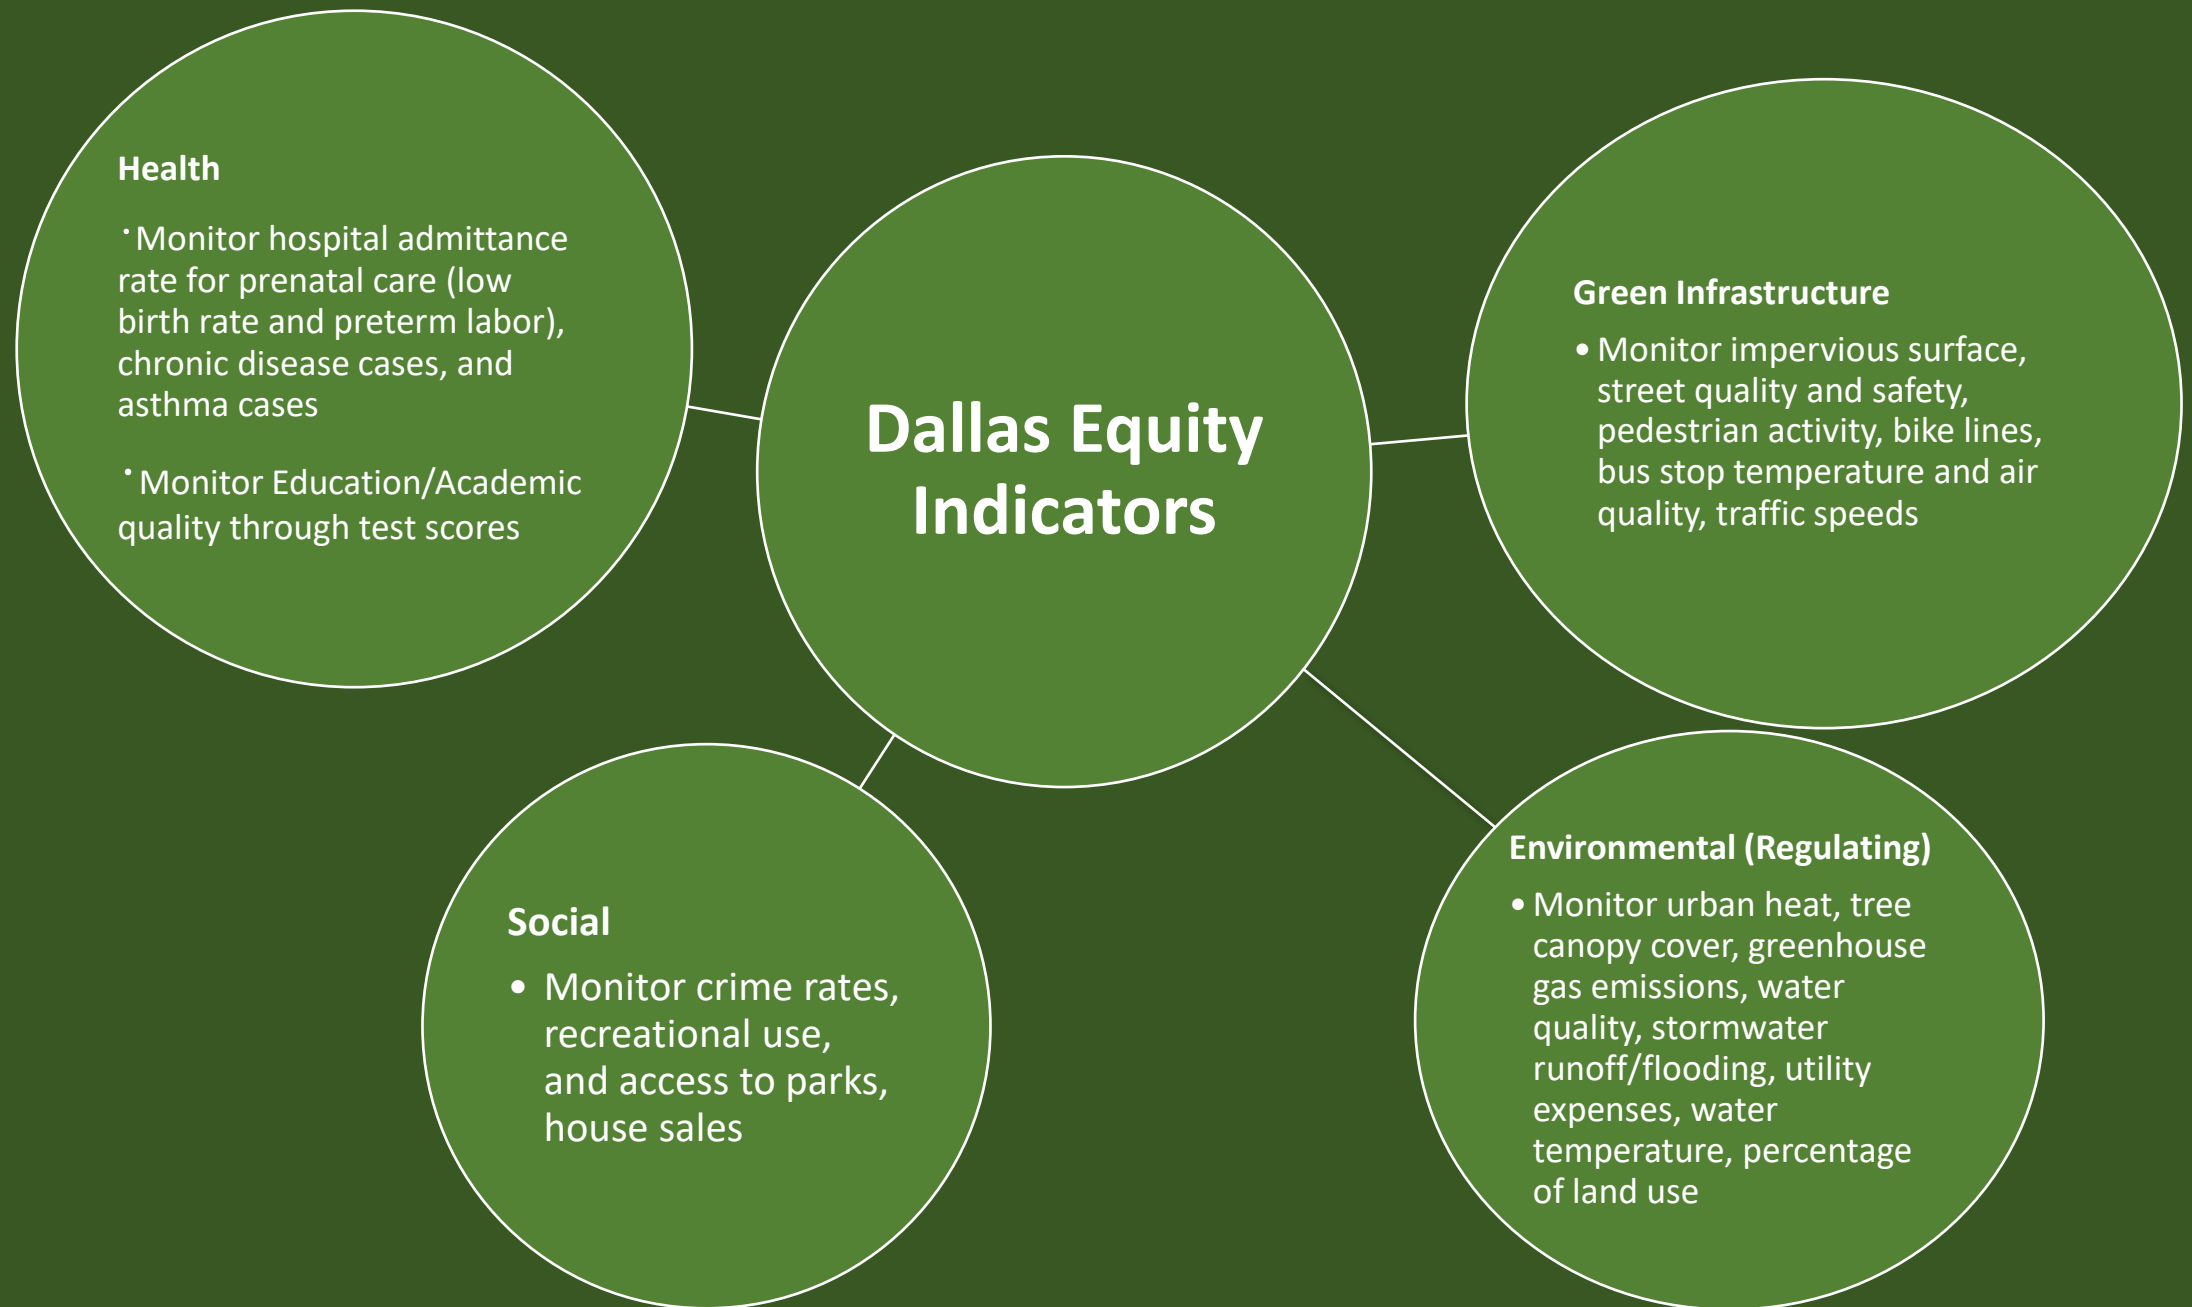 Health
·Monitor hospital admittance
rate for prenatal care (low
birth rate and preterm labor),
chronic disease cases, and
asthma cases
·Monitor Education/Academic
quality through test scores
Dallas Equity
Indicators
Green Infrastructure
•Monitor impervious surface,
street quality and safety,
pedestrian activity, bike lines,
bus stop temperature and air
quality, traffic speeds
Social
• Monitor crime rates,
recreational use,
and access to parks,
house sales
Environmental (Regulating)
•Monitor urban heat, tree
canopy cover, greenhouse
gas emissions, water
quality, stormwater
runoff/flooding, utility
expenses, water
temperature, percentage
of land use